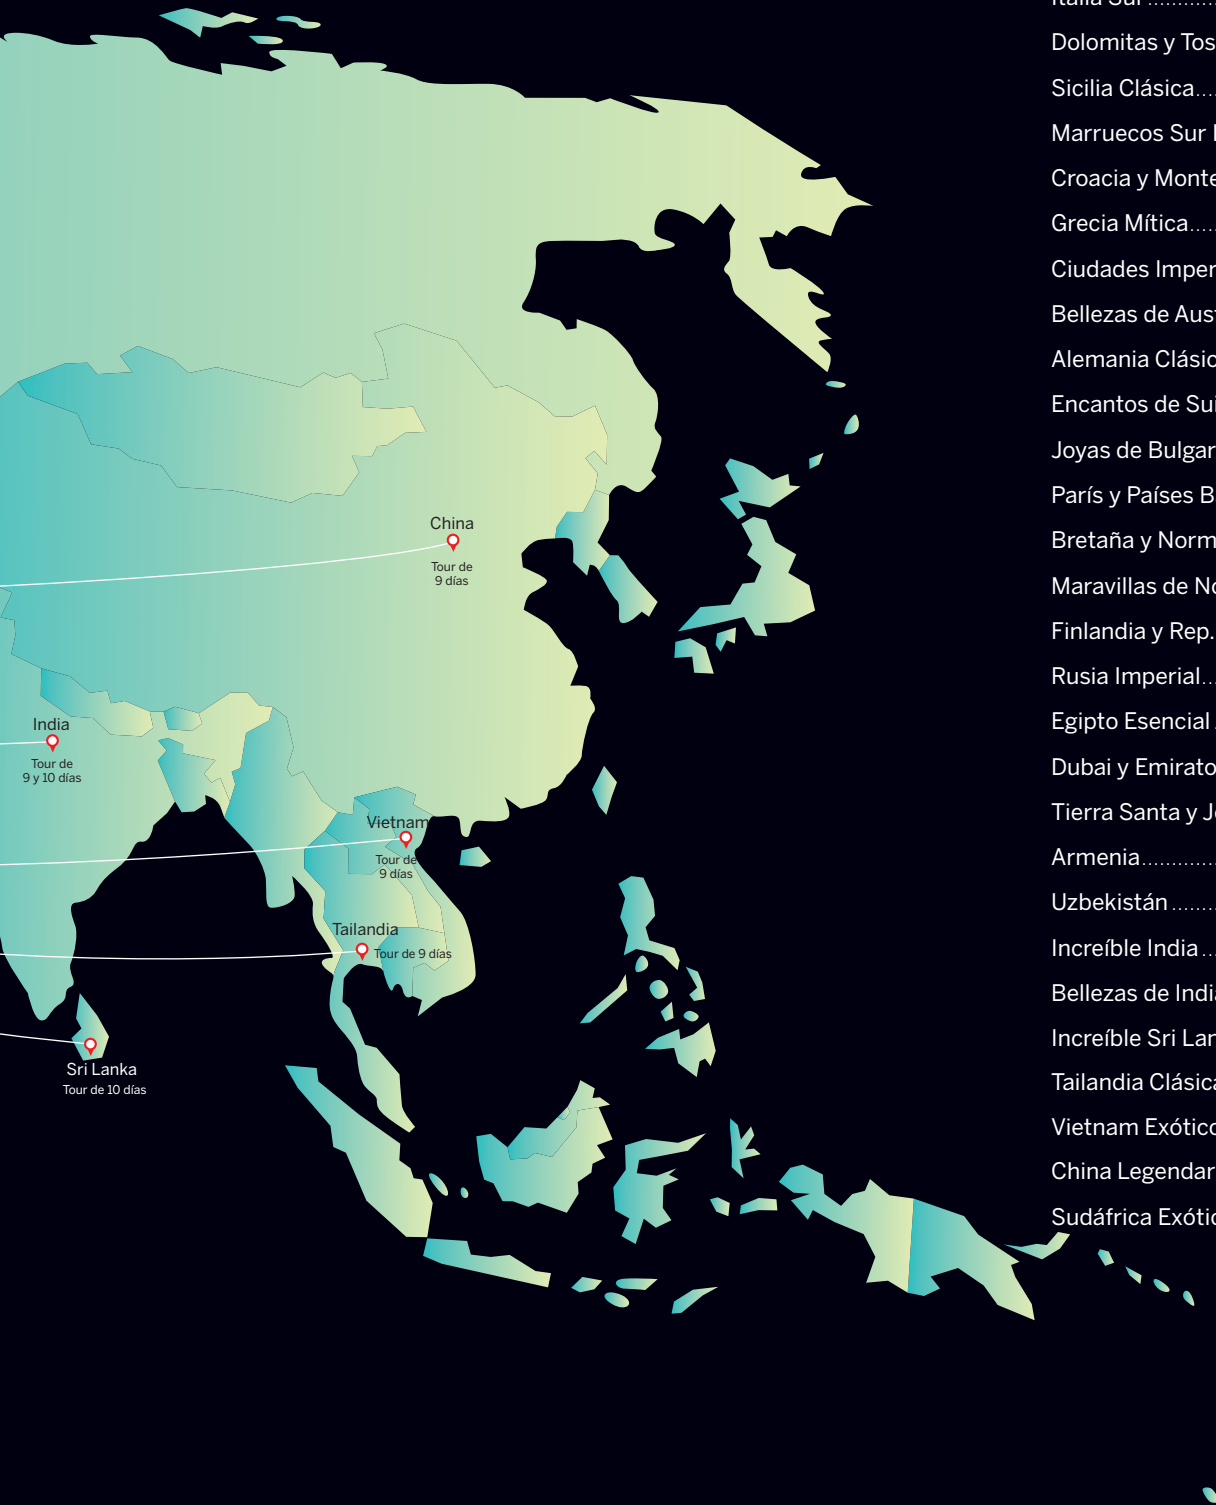 China
Tour de
9 días
India
Tour de
9 y 10 días
Vietnam
Tour de
9 días
Tailandia
Tour de 9 días
Sri Lanka
Tour de 10 días
Italia Sur
Dolomitas y Tos
Sicilia Clásica....
Marruecos Sur
Croacia y Monte
Grecia Mítica.....
Ciudades Imper
Bellezas de Aus
Alemania Clásic
Encantos de Sui
Joyas de Bulgar
París y Países B
Bretaña y Norm
Maravillas de No
Finlandia y Rep.
Rusia Imperial...
Egipto Esencial
Dubai y Emirato
Tierra Santa y J
Armenia............
Uzbekistán.......
Increíble India...
Bellezas de Indi
Increíble Sri Lan
Tailandia Clásica
Vietnam Exótico
China Legendar
Sudáfrica Exótic